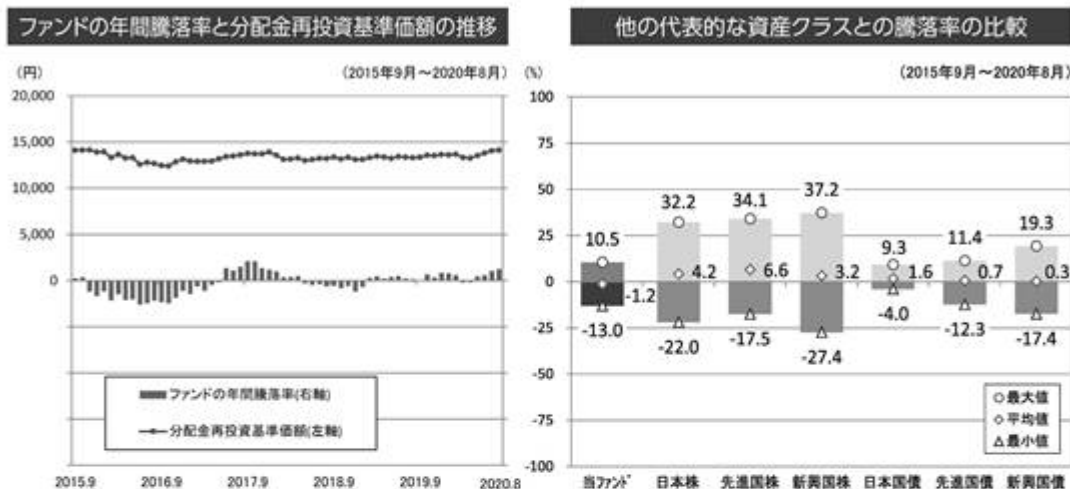 ファンドの年間騰落率と分配金再投資基準価額の推移
(円)
(2015年9月～2020年8月)
20,000
15,000
10,000
5,000
0
ファンドの年間騰落率(右軸)
分配金再投資基準価額(左軸)
2015.9 2016.9 2017.9 2018.9 2019.9 2020.8
他の代表的な資産クラスとの騰落率の比較
(%)
(2015年9月～2020年8月)
100
75
50
25
0
-25
-50
-75
-100
10.5 32.2 34.1 37.2 9.3 11.4 19.3
-1.2 4.2 6.6 3.2 1.6 0.7 0.3
-13.0 -22.0 -17.5 -27.4 -4.0 -12.3 -17.4
○最大値
◇平均値
△最小値
当ファンド 日本株 先進国株 新興国株 日本国債 先進国債 新興国債